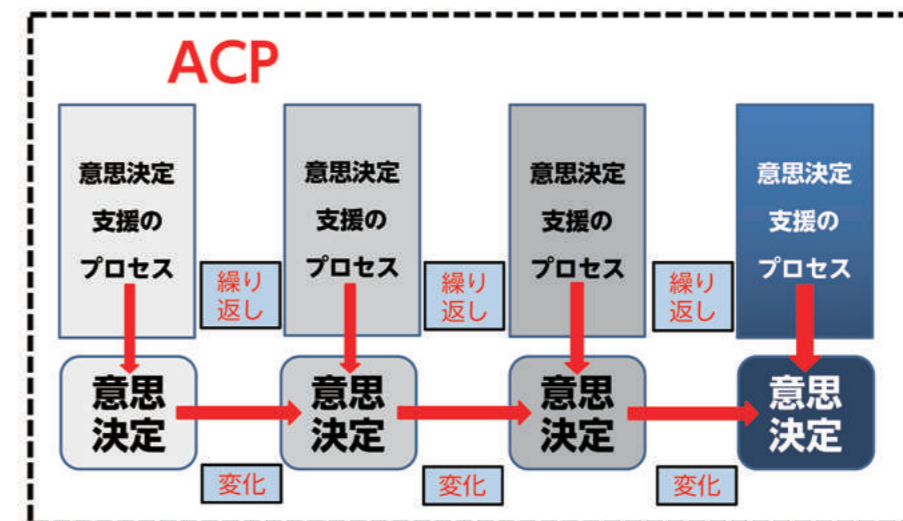 ACP
意思決定
支援の
プロセス
意思決定
支援の
プロセス
意思決定
支援の
プロセス
意思決定
支援の
プロセス
繰り
返し
繰り
返し
繰り
返し
意思
決定
意思
決定
意思
決定
意思
決定
変化
変化
変化